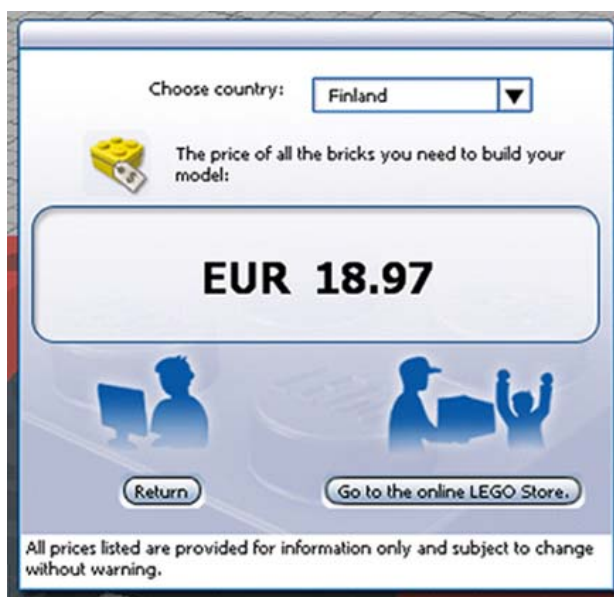 Choose country:
Finland
The price of all the bricks you need to build your
model:
EUR 18.97
Return
Go to the online LEGO Store.
All prices listed are provided for information only and subject to change
without warning.